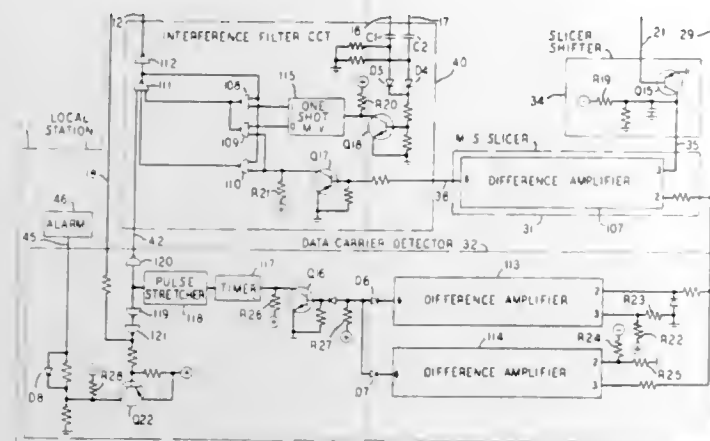 12
16
17
21
29
INTERFERENCE FILTER CCT
C1
C2
SLICER
SHIFTER
112
108
D5
D4
40
111
115
R20
34
R19
Q15
LOCAL
STATION
ONE
SHOT
M V
109
Q18
M S SLICER
35
46
18
110
Q17
DIFFERENCE AMPLIFIER
3
2
ALARM
R21
36
6
45
42
31
107
DATA CARRIER DETECTOR
32
120
117
Q16
113
PULSE
STRETCHER
TIMER
D6
6
DIFFERENCE
AMPLIFIER
2
3
R23
119
118
R26
R27
R22
121
114
R24
D8
R28
D7
6
DIFFERENCE AMPLIFIER
2
3
R25
Q22